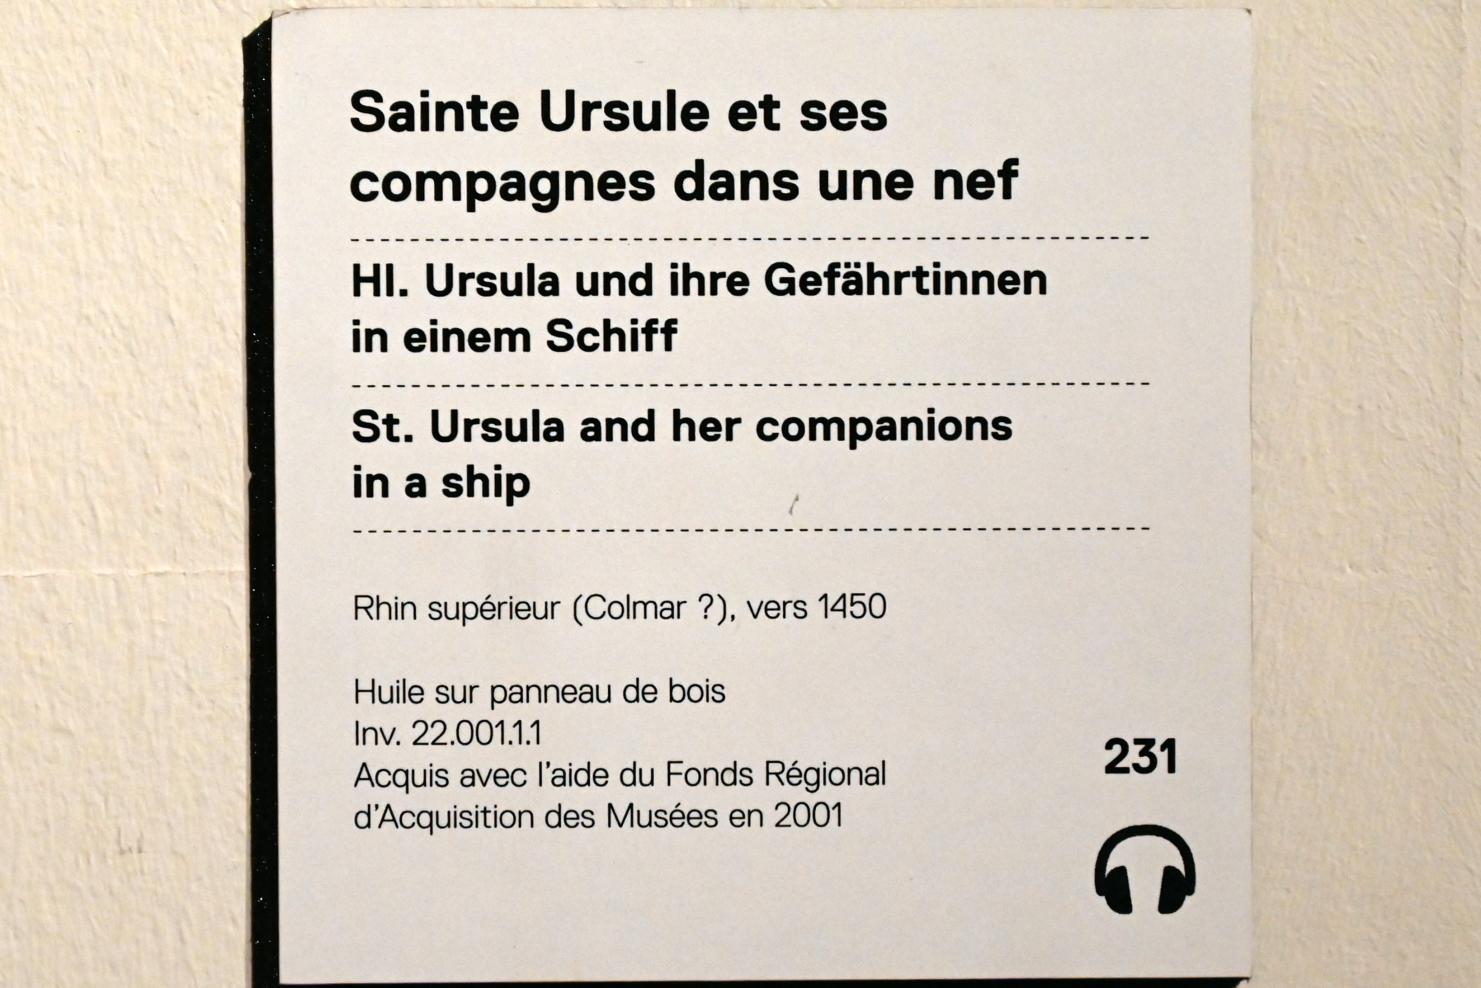 Sainte Ursule et ses
compagnes dans une nef
Hl. Ursula und ihre Gefährtinnen
in einem Schiff
St. Ursula and her companions
in a ship
Rhin supérieur (Colmar ?), vers 1450
Huile sur panneau de bois
Inv. 22.001.1.1
Acquis avec l'aide du Fonds Régional
d'Acquisition des Musées en 2001
231